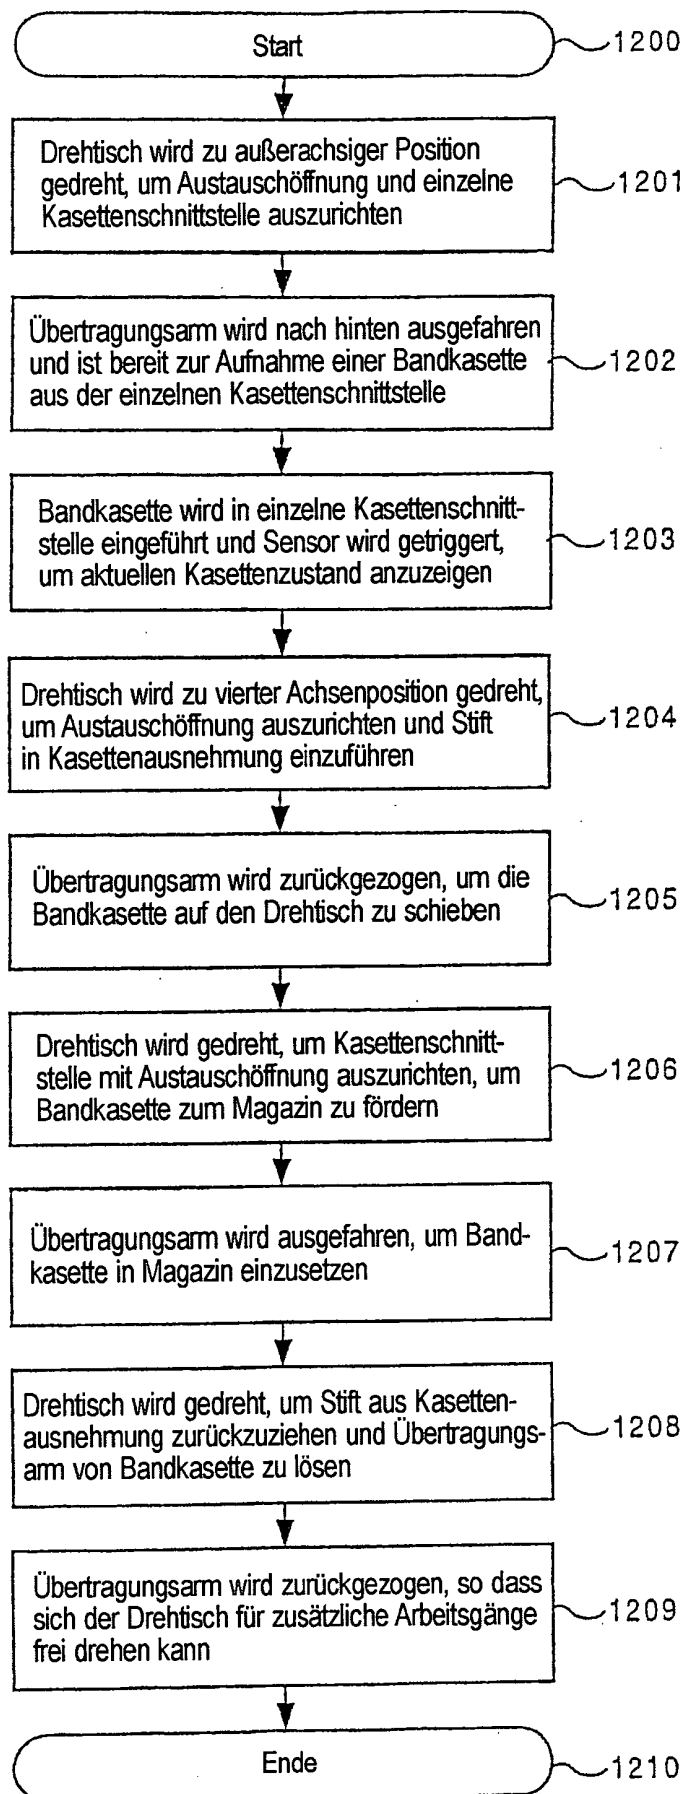 Start
1200
Drehtisch wird zu außerachsiger Position
gedreht, um Austauschöffnung und einzelne
Kasettenschnittstelle auszurichten
1201
Übertragungsarm wird nach hinten ausgefahren
und ist bereit zur Aufnahme einer Bandkasette
aus der einzelnen Kasettenschnittstelle
1202
Bandkasette wird in einzelne Kasettenschnitt-
stelle eingeführt und Sensor wird getriggert,
um aktuellen Kasettenzustand anzuzeigen
1203
Drehtisch wird zu vierter Achsenposition gedreht,
um Austauschöffnung auszurichten und Stift
in Kasettenausnehmung einzuführen
1204
Übertragungsarm wird zurückgezogen, um die
Bandkasette auf den Drehtisch zu schieben
1205
Drehtisch wird gedreht, um Kasettenschnitt-
stelle mit Austauschöffnung auszurichten, um
Bandkasette zum Magazin zu fördern
1206
Übertragungsarm wird ausgefahren, um Band-
kasette in Magazin einzusetzen
1207
Drehtisch wird gedreht, um Stift aus Kasetten-
ausnehmung zurückzuziehen und Übertragungs-
arm von Bandkasette zu lösen
1208
Übertragungsarm wird zurückgezogen, so dass
sich der Drehtisch für zusätzliche Arbeitsgänge
frei drehen kann
1209
Ende
1210